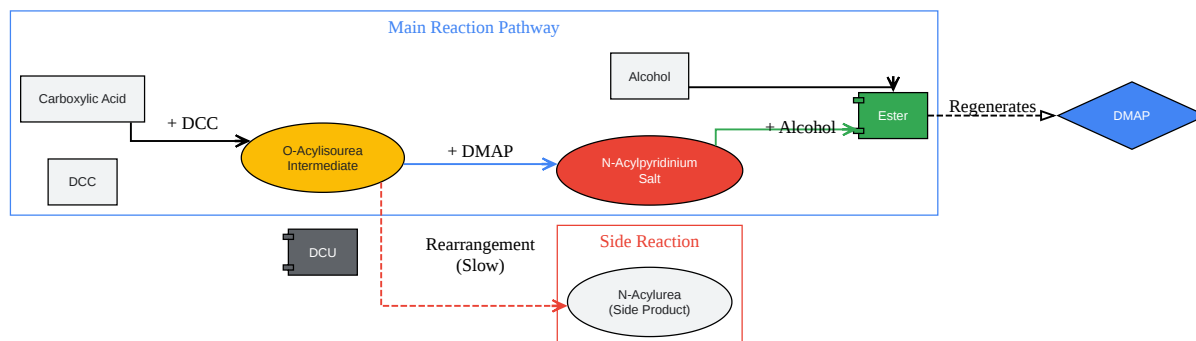 Main Reaction Pathway
Carboxylic Acid
+ DCC
DCC
O-Acylisourea
Intermediate
+ DMAP
N-Acylpyridinium
Salt
Alcohol
+ Alcohol
Ester
Regenerates
DMAP
DCU
Rearrangement
(Slow)
Side Reaction
N-Acylurea
(Side Product)